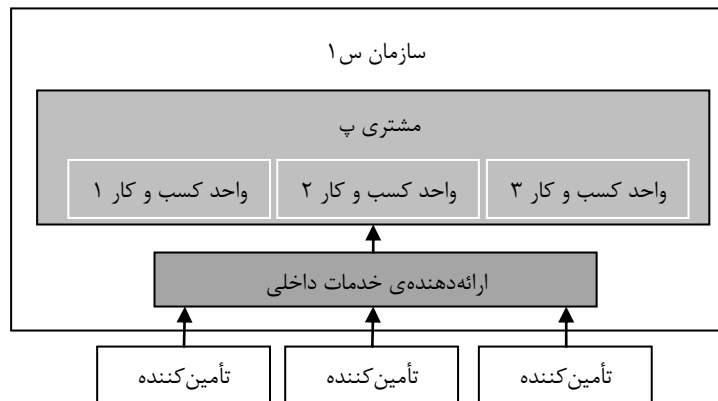 سازمان س۱
مشتری پ
واحد کسب و کار ۳
واحد کسب و کار ۲
واحد کسب و کار ۱
ارائه‌دهنده‌ی خدمات داخلی
تأمین‌کننده
تأمین‌کننده
تأمین‌کننده